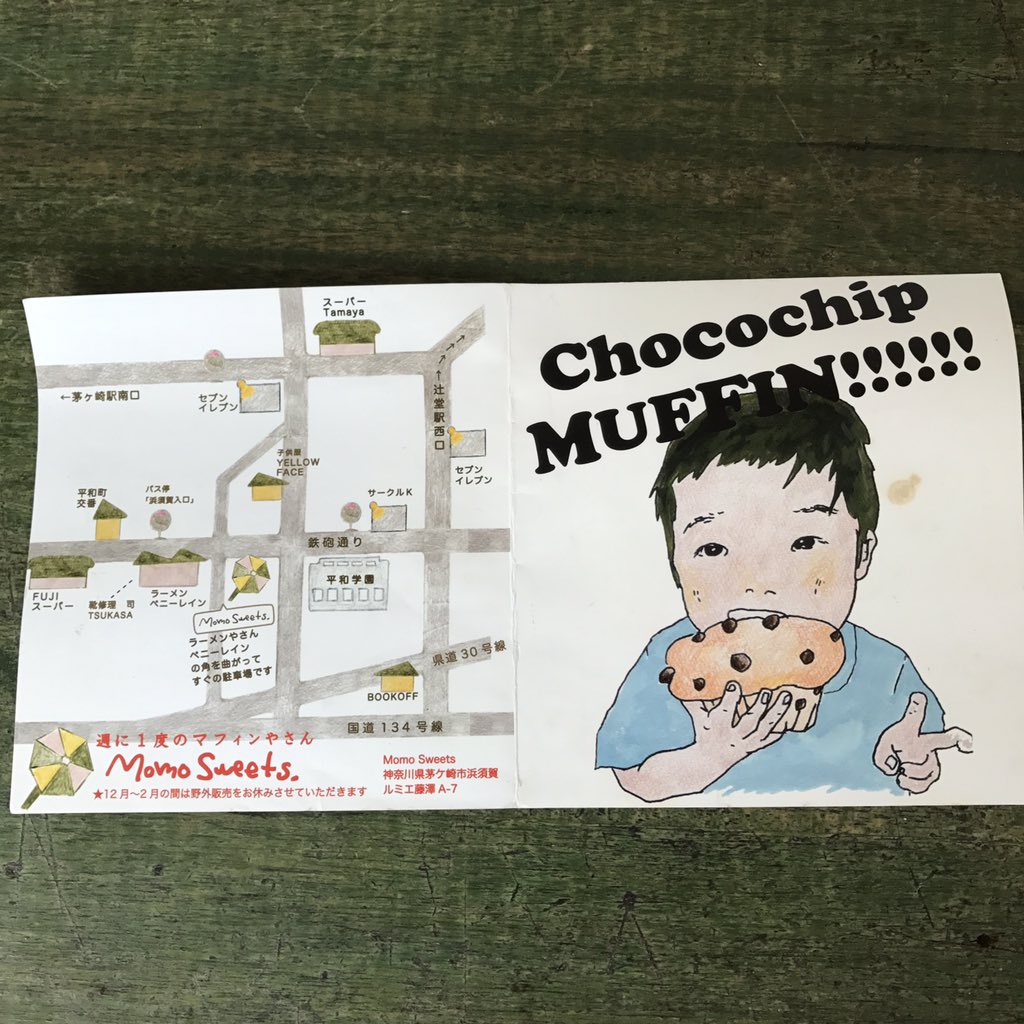 スーパー
Tamaya
←茅ヶ崎駅南口
セブン
イレブン
←辻堂駅西口
セブン
イレブン
子供服
YELLOW
FACE
平和町
交番
バス停
「浜須賀入口」
サークルK
鉄砲通り
FUJI
スーパー
靴修理 司
TSUKASA
ラーメン
ペニーレイン
平和学園
Momo Sweets.
ラーメンやさん
ペニーレイン
の角を曲がって
すぐの駐車場です
県道30号線
BOOKOFF
国道134号線
週に1度のマフィンやさん
Momo Sweets.
★12月～2月の間は野外販売をお休みさせていただきます
Momo Sweets
神奈川県茅ケ崎市浜須賀
ルミエ藤澤A-7
Chocochip
MUFFIN!!!!!!